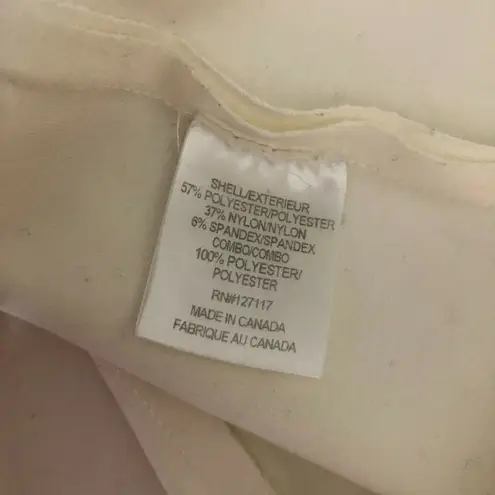 SHELL/EXTERIEUR
57% POLYESTER/POLYESTER
37% NYLON/NYLON
6% SPANDEX/SPANDEX
COMBO/COMBO
100% POLYESTER/
POLYESTER
RN#127117
MADE IN CANADA
FABRIQUE AU CANADA